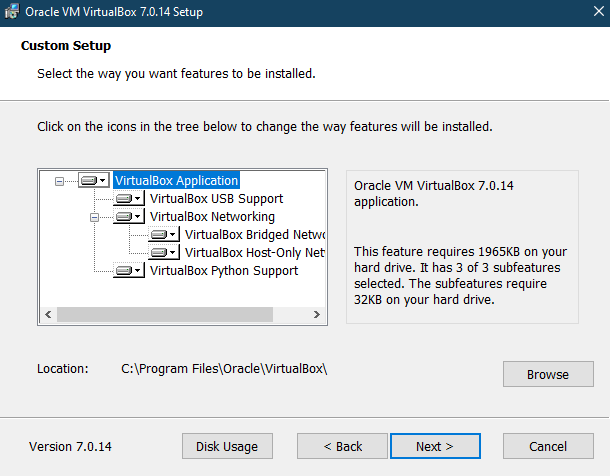 Oracle VM VirtualBox 7.0.14 Setup
Custom Setup
Select the way you want features to be installed.
Click on the icons in the tree below to change the way features will be installed.
VirtualBox Application
VirtualBox USB Support
VirtualBox Networking
VirtualBox Bridged Netwo
VirtualBox Host-Only Net
VirtualBox Python Support
Oracle VM VirtualBox 7.0.14
application.
This feature requires 1965KB on your
hard drive. It has 3 of 3 subfeatures
selected. The subfeatures require
32KB on your hard drive.
Location: C:\Program Files\Oracle\VirtualBox\
Browse
Version 7.0.14
Disk Usage
< Back
Next >
Cancel